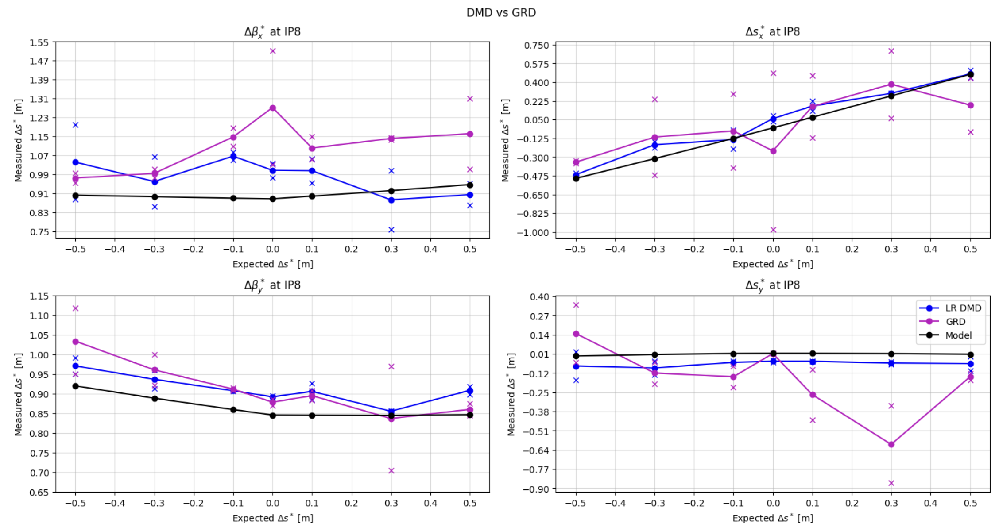 DMD vs GRD
Δβx* at IP8
1.55
1.47
1.39
1.31
1.23
1.15
1.07
0.99
0.91
0.83
0.75
Measured Δs* [m]
−0.5 −0.4 −0.3 −0.2 −0.1 0.0 0.1 0.2 0.3 0.4 0.5
Expected Δs* [m]
Δsx* at IP8
0.750
0.575
0.400
0.225
0.050
−0.125
−0.300
−0.475
−0.650
−0.825
−1.000
Measured Δs* [m]
−0.5 −0.4 −0.3 −0.2 −0.1 0.0 0.1 0.2 0.3 0.4 0.5
Expected Δs* [m]
Δβy* at IP8
1.15
1.10
1.05
1.00
0.95
0.90
0.85
0.80
0.75
0.70
0.65
Measured Δs* [m]
−0.5 −0.4 −0.3 −0.2 −0.1 0.0 0.1 0.2 0.3 0.4 0.5
Expected Δs* [m]
Δsy* at IP8
0.40
0.27
0.14
0.01
−0.12
−0.25
−0.38
−0.51
−0.64
−0.77
−0.90
Measured Δs* [m]
LR DMD
GRD
Model
−0.5 −0.4 −0.3 −0.2 −0.1 0.0 0.1 0.2 0.3 0.4 0.5
Expected Δs* [m]